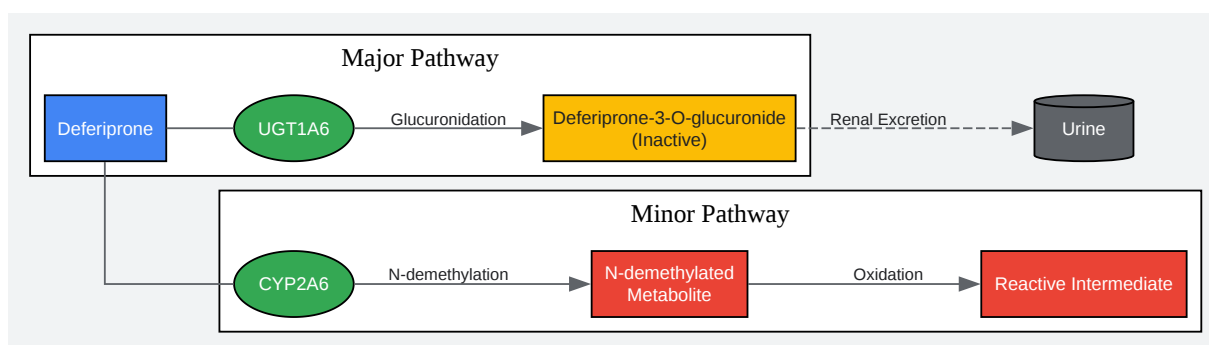 Major Pathway
Deferiprone
UGT1A6
Glucuronidation
Deferiprone-3-O-glucuronide
(Inactive)
Renal Excretion
Urine
Minor Pathway
CYP2A6
N-demethylation
N-demethylated
Metabolite
Oxidation
Reactive Intermediate